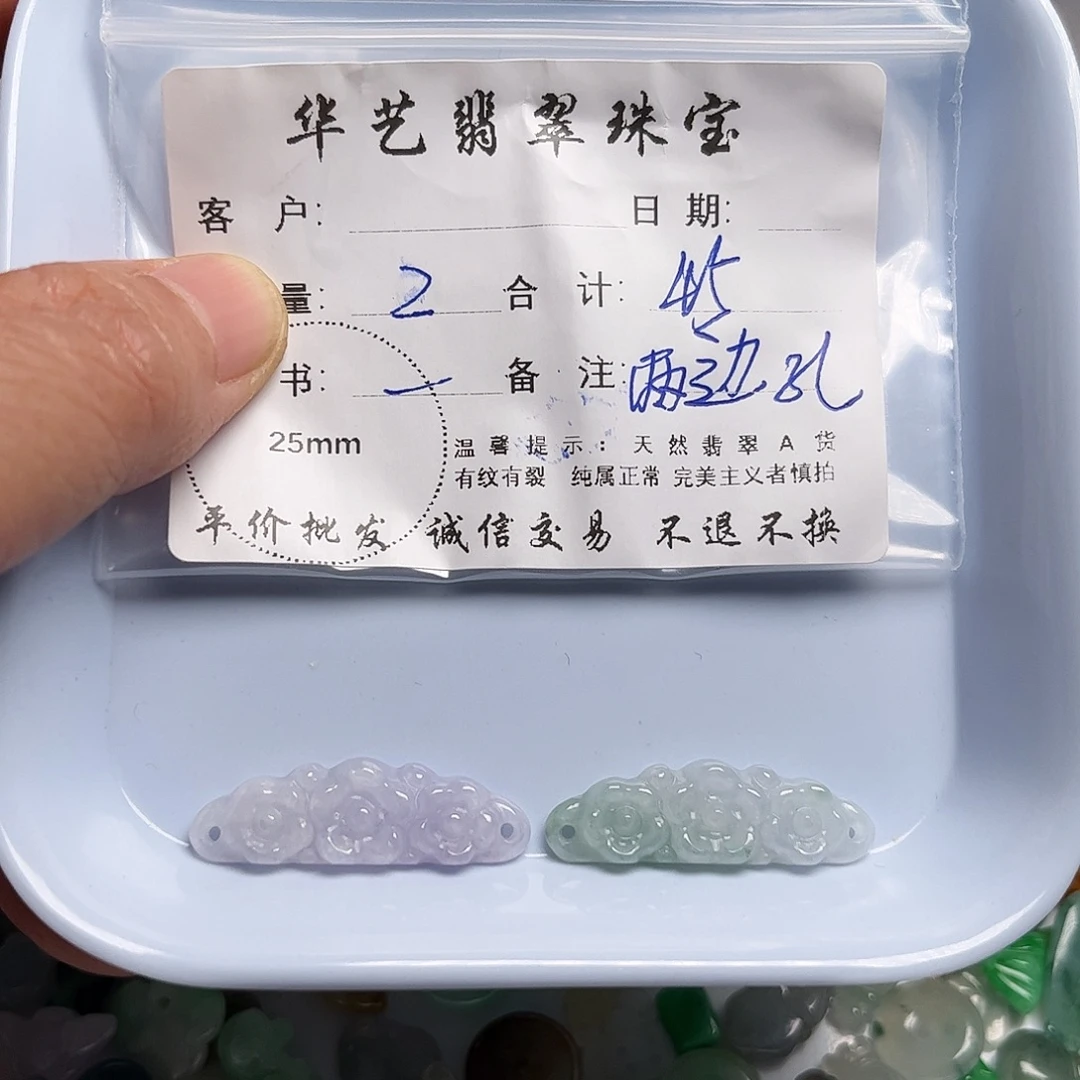 华艺翡翠珠宝
客 户: 日 期:
量: 2 合 计: 45
书: 一 备 注: 两边孔
25mm
温馨提示: 天然翡翠A货
有纹有裂 纯属正常 完美主义者慎拍
平价批发 诚信交易 不退不换